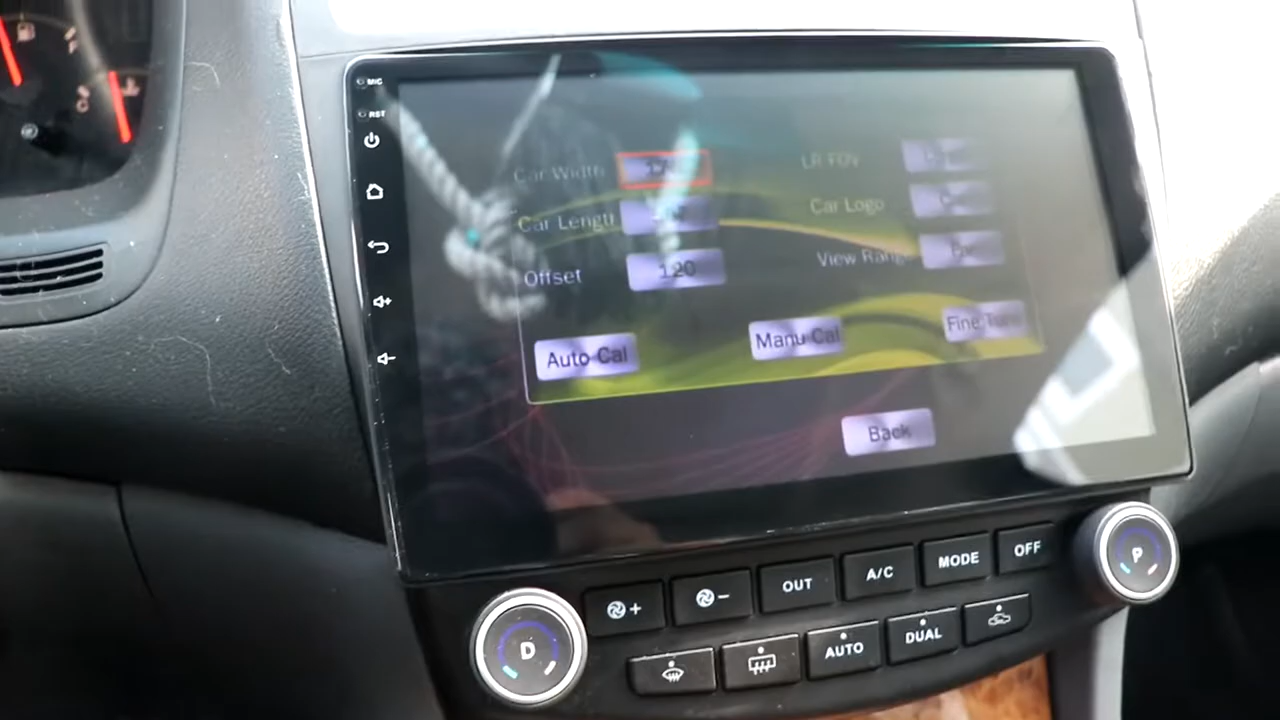 MIC
RST
Car Width
LR FOV
Car Length
Car Logo
Offset 120
View Range
Auto Cal
Manu Cal
Fine Tune
Back
+
-
OUT
A/C
MODE
OFF
P
D
AUTO
DUAL